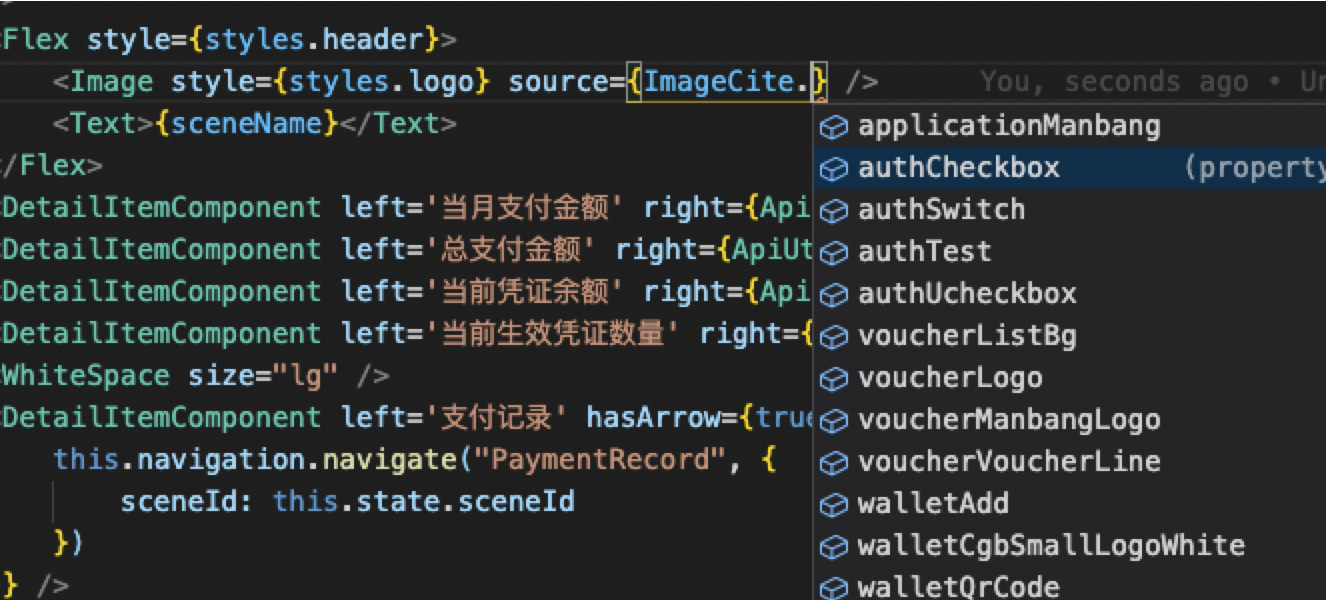 Flex style={styles.header}>
<Image style={styles.logo} source={ImageCite.} /> You, seconds ago • Un
<Text>{sceneName}</Text>
/Flex>
DetailItemComponent left='当月支付金额' right={Api
DetailItemComponent left='总支付金额' right={ApiUt
DetailItemComponent left='当前凭证余额' right={Api
DetailItemComponent left='当前生效凭证数量' right={
WhiteSpace size="lg" />
DetailItemComponent left='支付记录' hasArrow={true
this.navigation.navigate("PaymentRecord", {
sceneId: this.state.sceneId
})
} />
applicationManbang
authCheckbox (property
authSwitch
authTest
authUcheckbox
voucherListBg
voucherLogo
voucherManbangLogo
voucherVoucherLine
walletAdd
walletCgbSmallLogoWhite
walletQrCode